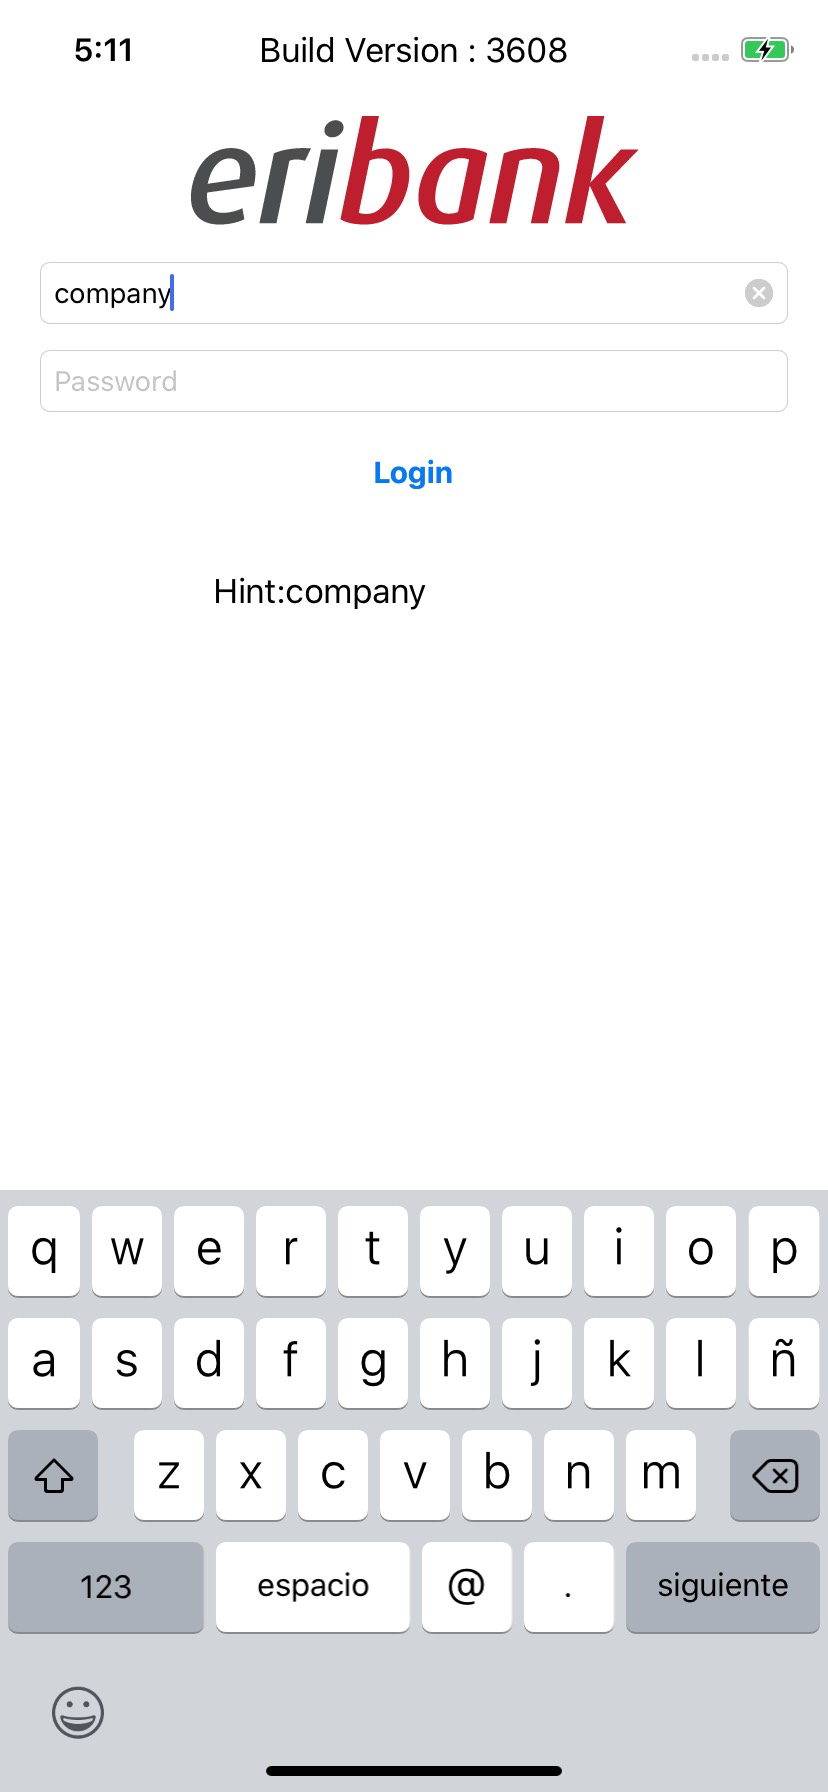 5:11
Build Version : 3608
eribank
company
Password
Login
Hint:company
q w e r t y u i o p
a s d f g h j k l ñ
z x c v b n m
123 espacio @ . siguiente